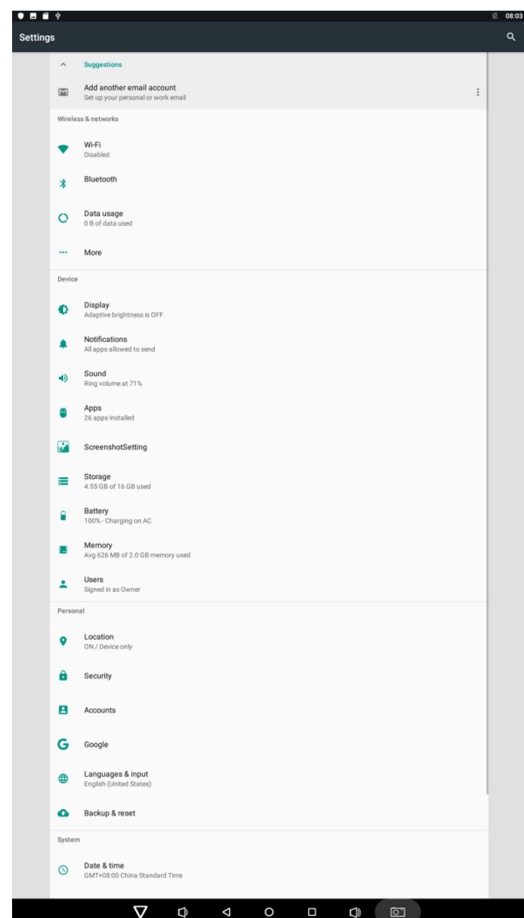 08:03
Settings
Suggestions
Add another email account
Set up your personal or work email
Wireless & networks
Wi-Fi
Disabled
Bluetooth
Data usage
0 B of data used
More
Device
Display
Adaptive brightness is OFF
Notifications
All apps allowed to send
Sound
Ring volume at 71%
Apps
26 apps installed
ScreenshotSetting
Storage
4.55 GB of 16 GB used
Battery
100% - Charging on AC
Memory
Avg 626 MB of 2.0 GB memory used
Users
Signed in as Owner
Personal
Location
ON / Device only
Security
Accounts
Google
Languages & input
English (United States)
Backup & reset
System
Date & time
GMT+08:00 China Standard Time